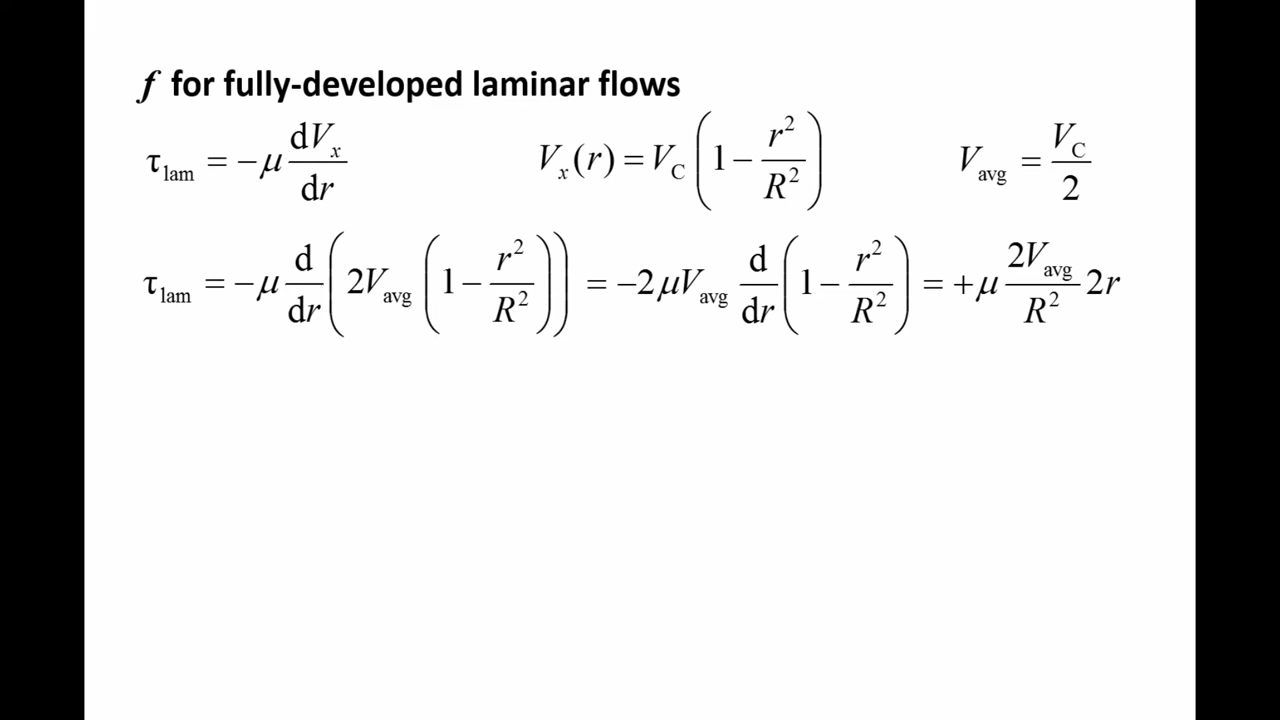 f for fully-developed laminar flows
τ_lam = −μ dV_x/dr    V_x(r) = V_C (1 − r²/R²)    V_avg = V_C/2
τ_lam = −μ d/dr (2V_avg (1 − r²/R²)) = −2μV_avg d/dr (1 − r²/R²) = +μ 2V_avg/R² 2r